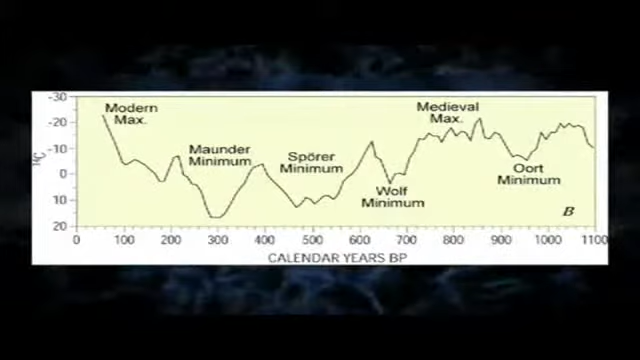 -30
-20
-10
0
10
20
¹⁴C
Modern
Max.
Maunder
Minimum
Spörer
Minimum
Wolf
Minimum
Medieval
Max.
Oort
Minimum
B
0 100 200 300 400 500 600 700 800 900 1000 1100
CALENDAR YEARS BP